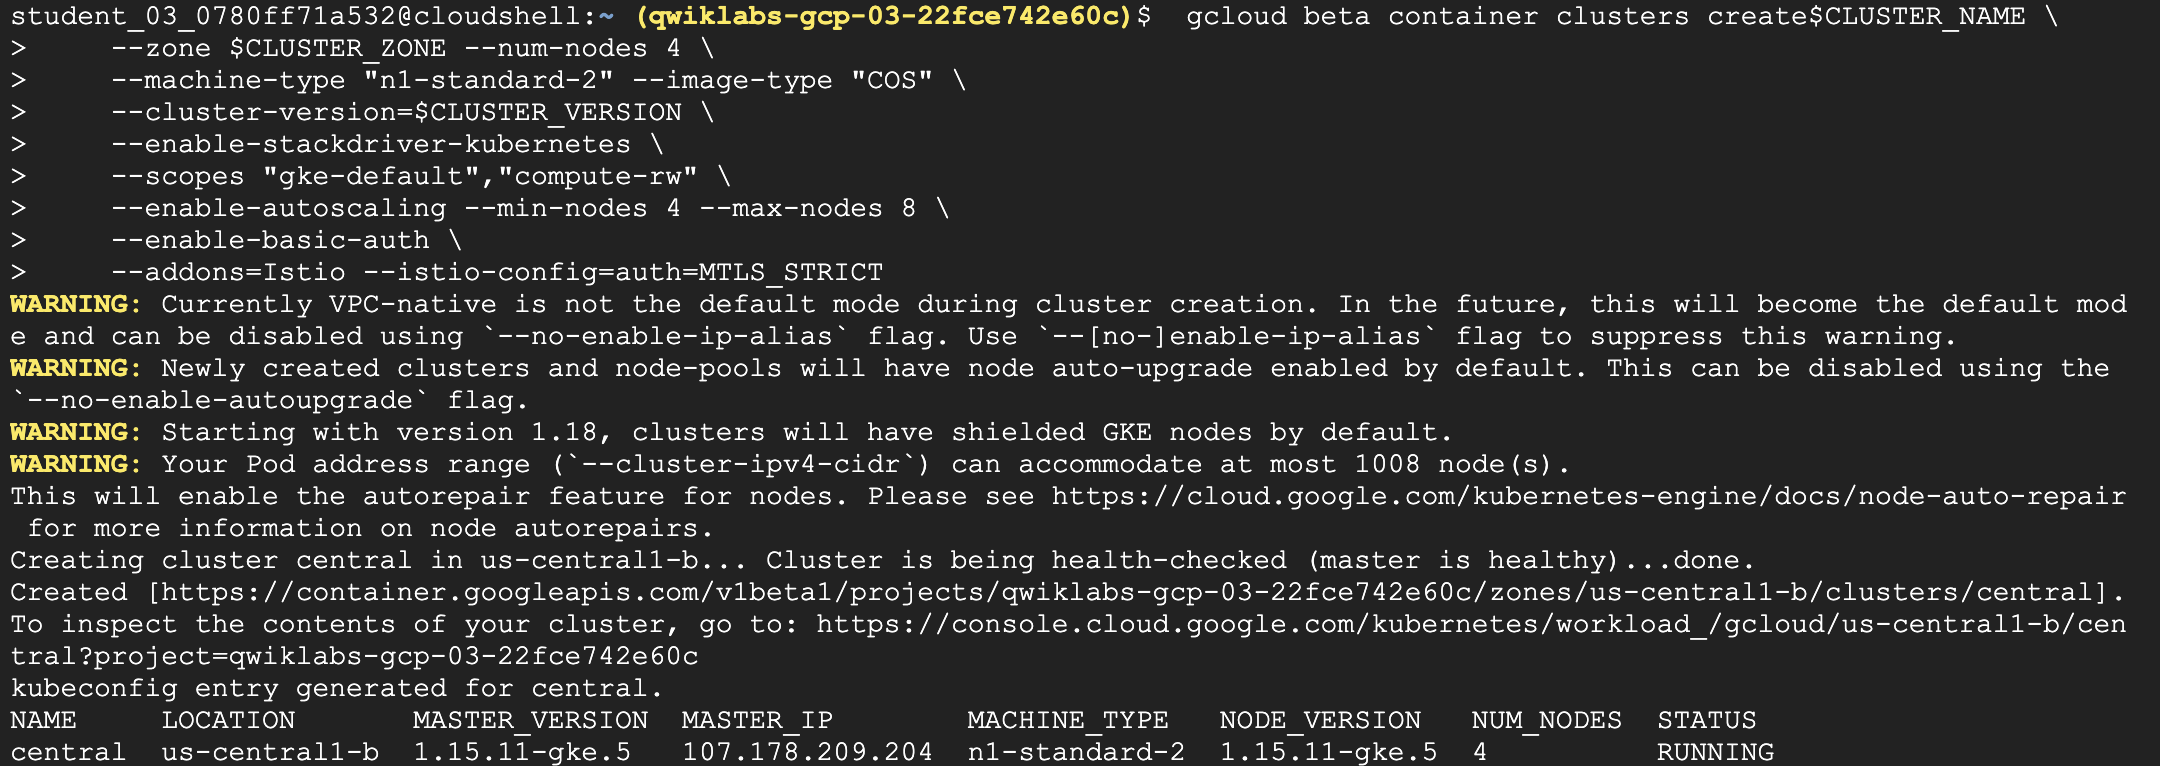 student_03_0780ff71a532@cloudshell:~ (qwiklabs-gcp-03-22fce742e60c)$  gcloud beta container clusters create$CLUSTER_NAME \
>     --zone $CLUSTER_ZONE --num-nodes 4 \
>     --machine-type "n1-standard-2" --image-type "COS" \
>     --cluster-version=$CLUSTER_VERSION \
>     --enable-stackdriver-kubernetes \
>     --scopes "gke-default","compute-rw" \
>     --enable-autoscaling --min-nodes 4 --max-nodes 8 \
>     --enable-basic-auth \
>     --addons=Istio --istio-config=auth=MTLS_STRICT
WARNING: Currently VPC-native is not the default mode during cluster creation. In the future, this will become the default mod
e and can be disabled using `--no-enable-ip-alias` flag. Use `--[no-]enable-ip-alias` flag to suppress this warning.
WARNING: Newly created clusters and node-pools will have node auto-upgrade enabled by default. This can be disabled using the
`--no-enable-autoupgrade` flag.
WARNING: Starting with version 1.18, clusters will have shielded GKE nodes by default.
WARNING: Your Pod address range (`--cluster-ipv4-cidr`) can accommodate at most 1008 node(s).
This will enable the autorepair feature for nodes. Please see https://cloud.google.com/kubernetes-engine/docs/node-auto-repair
 for more information on node autorepairs.
Creating cluster central in us-central1-b... Cluster is being health-checked (master is healthy)...done.
Created [https://container.googleapis.com/v1beta1/projects/qwiklabs-gcp-03-22fce742e60c/zones/us-central1-b/clusters/central].
To inspect the contents of your cluster, go to: https://console.cloud.google.com/kubernetes/workload_/gcloud/us-central1-b/cen
tral?project=qwiklabs-gcp-03-22fce742e60c
kubeconfig entry generated for central.
NAME     LOCATION       MASTER_VERSION  MASTER_IP        MACHINE_TYPE   NODE_VERSION   NUM_NODES  STATUS
central  us-central1-b  1.15.11-gke.5   107.178.209.204  n1-standard-2  1.15.11-gke.5  4          RUNNING